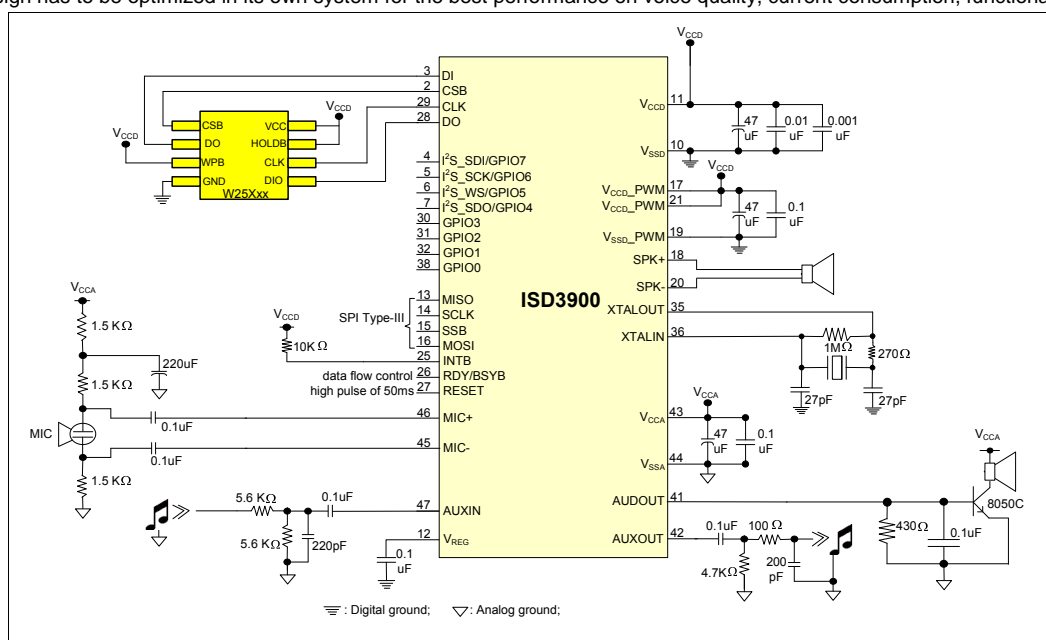 sign has to be optimized in its own system for the best performance on voice quality, current consumption, functiona
VCCD
3 DI
2 CSB
29 CLK
28 DO
VCCD
VCCD
CSB VCC
DO HOLDB
WPB CLK
GND DIO
W25Xxx
4 I²S_SDI/GPIO7
5 I²S_SCK/GPIO6
6 I²S_WS/GPIO5
7 I²S_SDO/GPIO4
30 GPIO3
31 GPIO2
32 GPIO1
38 GPIO0
SPI Type-III
13 MISO
14 SCLK
15 SSB
16 MOSI
VCCD
10KΩ
25 INTB
data flow control 26 RDY/BSYB
high pulse of 50ms 27 RESET
VCCA
1.5 KΩ
220uF
1.5 KΩ
0.1uF
46 MIC+
MIC
0.1uF
45 MIC-
1.5 KΩ
5.6 KΩ
0.1uF
47 AUXIN
5.6 KΩ
220pF
12 VREG
0.1
uF
ISD3900
VCCD 11
47
uF
0.01
uF
0.001
uF
VSSD 10
VCCD
VCCD_PWM 17
VCCD_PWM 21
47
uF
0.1
uF
VSSD_PWM 19
SPK+ 18
SPK- 20
XTALOUT 35
XTALIN 36
1MΩ
270Ω
27pF
27pF
VCCA
VCCA 43
47
uF
0.1
uF
VSSA 44
VCCA
AUDOUT 41
8050C
430Ω
0.1uF
AUXOUT 42
0.1uF
100 Ω
4.7KΩ
200
pF
: Digital ground; : Analog ground;